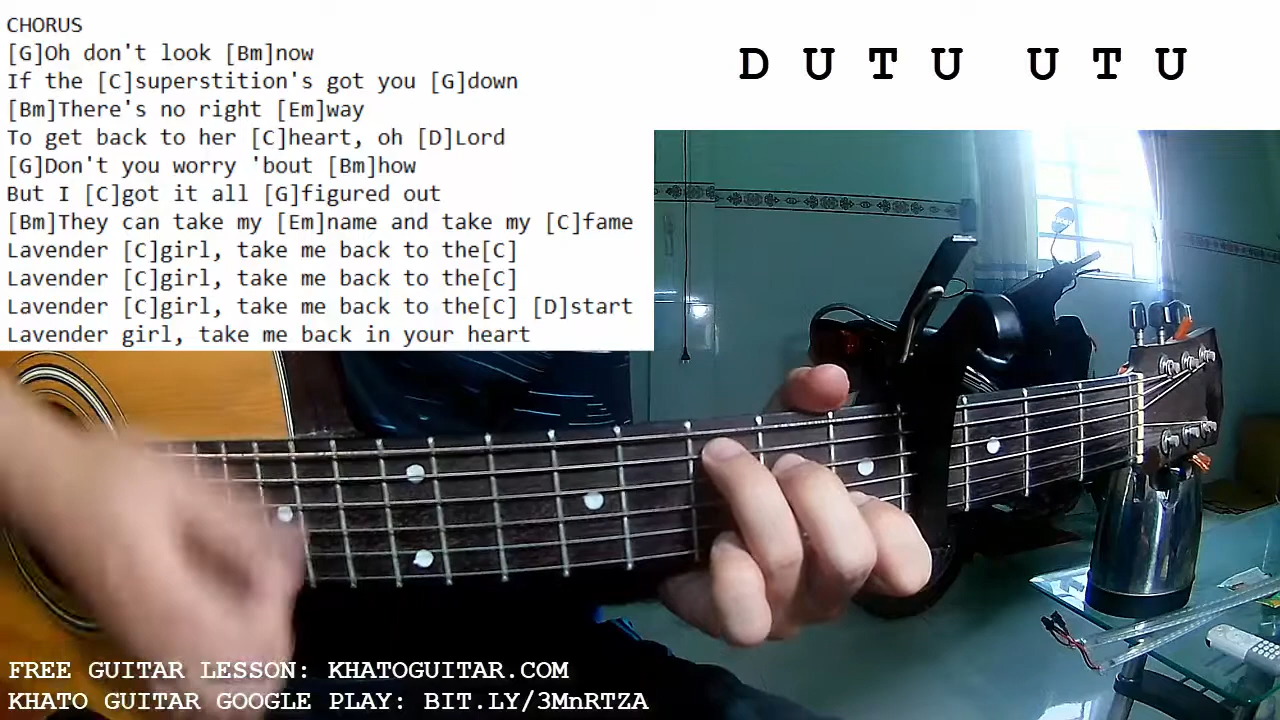 CHORUS
[G]Oh don't look [Bm]now
If the [C]superstition's got you [G]down
[Bm]There's no right [Em]way
To get back to her [C]heart, oh [D]Lord
[G]Don't you worry 'bout [Bm]how
But I [C]got it all [G]figured out
[Bm]They can take my [Em]name and take my [C]fame
Lavender [C]girl, take me back to the[C]
Lavender [C]girl, take me back to the[C]
Lavender [C]girl, take me back to the[C] [D]start
Lavender girl, take me back in your heart
D U T U U T U
FREE GUITAR LESSON: KHATOGUITAR.COM
KHATO GUITAR GOOGLE PLAY: BIT.LY/3MnRTZA